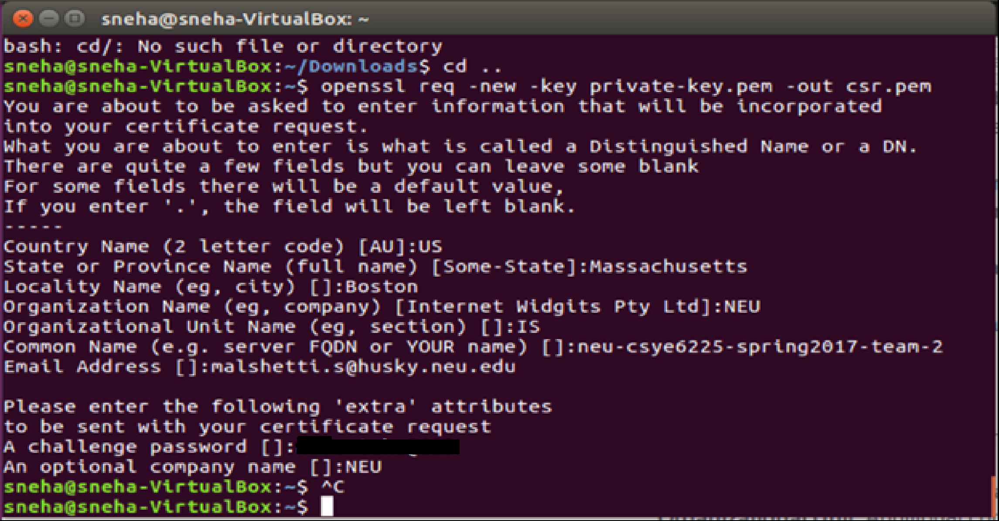 sneha@sneha-VirtualBox: ~
bash: cd/: No such file or directory
sneha@sneha-VirtualBox:~/Downloads$ cd ..
sneha@sneha-VirtualBox:~$ openssl req -new -key private-key.pem -out csr.pem
You are about to be asked to enter information that will be incorporated
into your certificate request.
What you are about to enter is what is called a Distinguished Name or a DN.
There are quite a few fields but you can leave some blank
For some fields there will be a default value,
If you enter '.', the field will be left blank.
-----
Country Name (2 letter code) [AU]:US
State or Province Name (full name) [Some-State]:Massachusetts
Locality Name (eg, city) []:Boston
Organization Name (eg, company) [Internet Widgits Pty Ltd]:NEU
Organizational Unit Name (eg, section) []:IS
Common Name (e.g. server FQDN or YOUR name) []:neu-csye6225-spring2017-team-2
Email Address []:malshetti.s@husky.neu.edu
Please enter the following 'extra' attributes
to be sent with your certificate request
A challenge password []:
An optional company name []:NEU
sneha@sneha-VirtualBox:~$ ^C
sneha@sneha-VirtualBox:~$